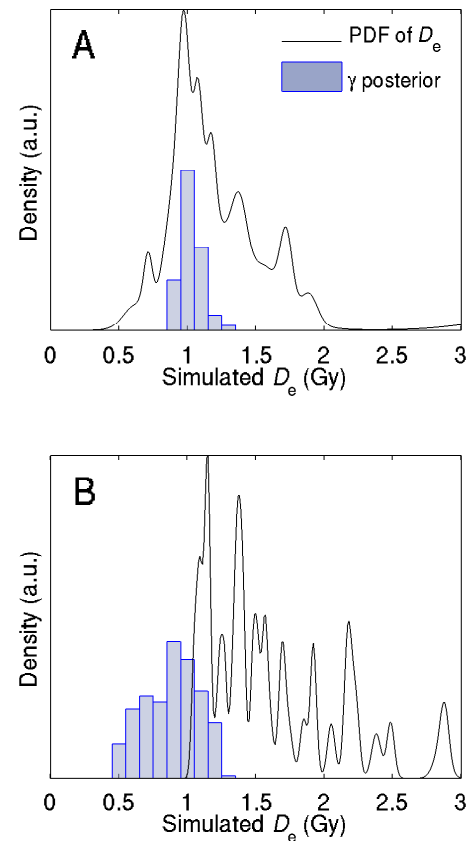 A
PDF of De
γ posterior
Density (a.u.)
0 0.5 1 1.5 2 2.5 3
Simulated De (Gy)
B
Density (a.u.)
0 0.5 1 1.5 2 2.5 3
Simulated De (Gy)